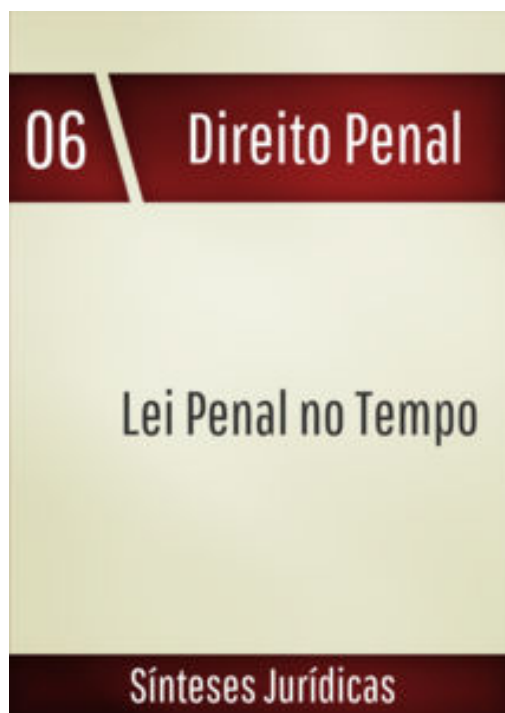 06
Direito Penal
Lei Penal no Tempo
Sínteses Jurídicas